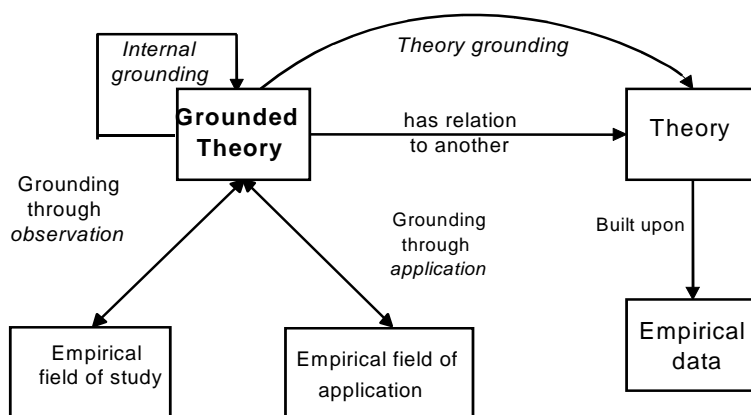 Internal
grounding
Theory grounding
Grounded
Theory
has relation
to another
Theory
Grounding
through
observation
Grounding
through
application
Built upon
Empirical
field of study
Empirical field of
application
Empirical
data